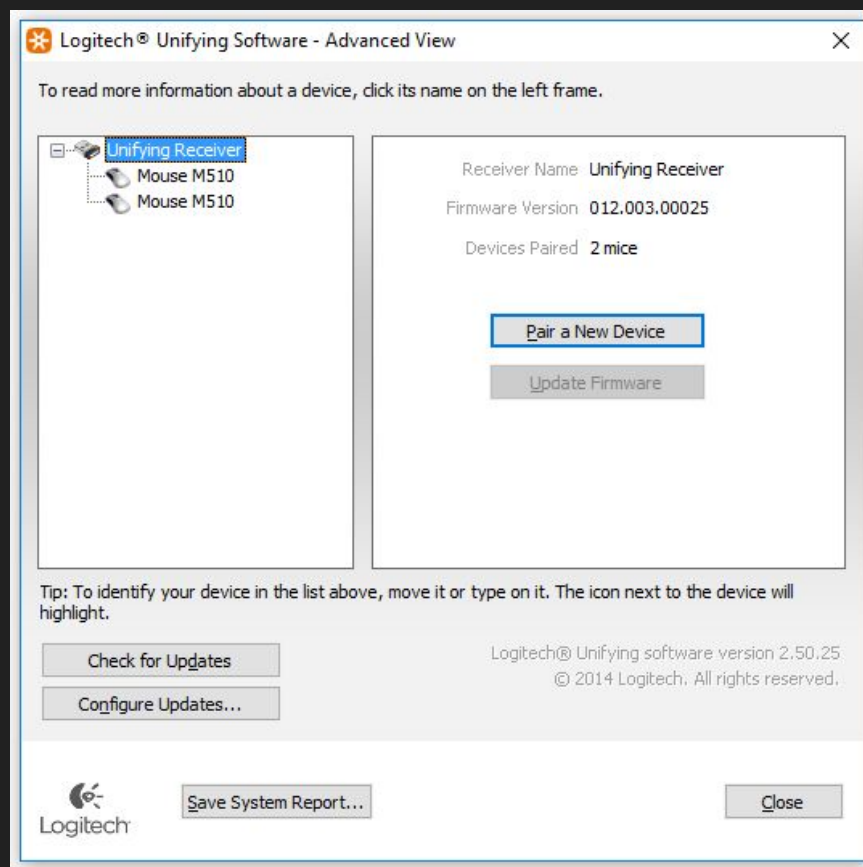 Logitech® Unifying Software - Advanced View
To read more information about a device, click its name on the left frame.
Unifying Receiver
Mouse M510
Mouse M510
Receiver Name Unifying Receiver
Firmware Version 012.003.00025
Devices Paired 2 mice
Pair a New Device
Update Firmware
Tip: To identify your device in the list above, move it or type on it. The icon next to the device will
highlight.
Check for Updates
Configure Updates...
Logitech® Unifying software version 2.50.25
© 2014 Logitech. All rights reserved.
Logitech
Save System Report...
Close